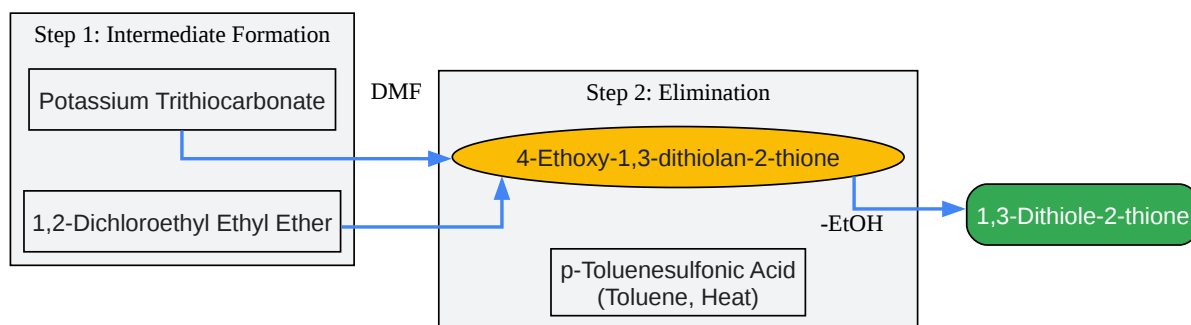 Step 1: Intermediate Formation
Potassium Trithiocarbonate
1,2-Dichloroethyl Ethyl Ether
DMF
Step 2: Elimination
4-Ethoxy-1,3-dithiolan-2-thione
-EtOH
p-Toluenesulfonic Acid
(Toluene, Heat)
1,3-Dithiole-2-thione